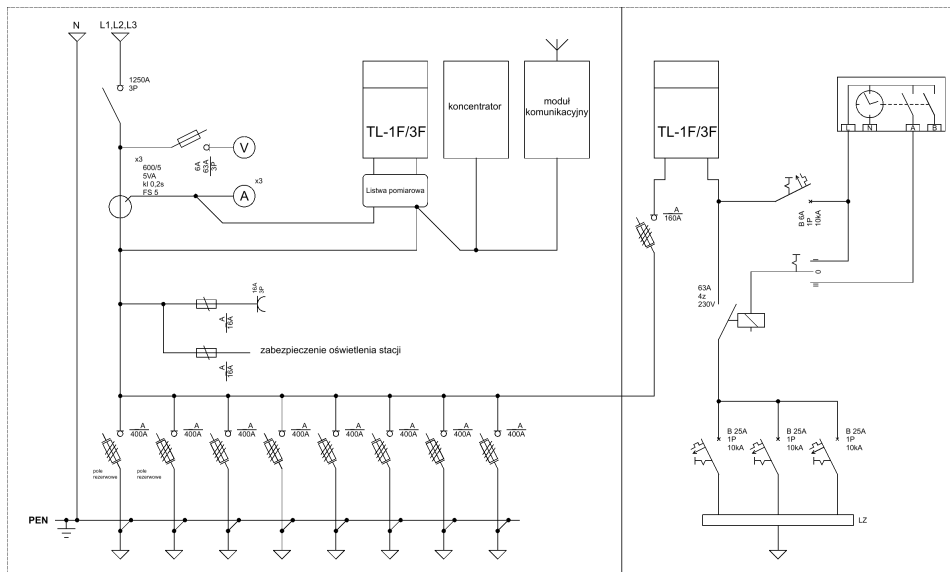 N
L1,L2,L3
1250A
3P
6A
63A
3P
V
x3
600/5
5VA
kl 0,2s
FS 5
A
x3
TL-1F/3F
Listwa pomiarowa
koncentrator
moduł
komunikacyjny
16A
3P
A
16A
A
16A
zabezpieczenie oświetlenia stacji
A
400A
A
400A
A
400A
A
400A
A
400A
A
400A
A
400A
A
400A
pole
rezerwowe
pole
rezerwowe
PEN
TL-1F/3F
A
160A
L
N
A
B
B 6A
1P
10kA
I
0
II
63A
4z
230V
B 25A
1P
10kA
B 25A
1P
10kA
B 25A
1P
10kA
LZ